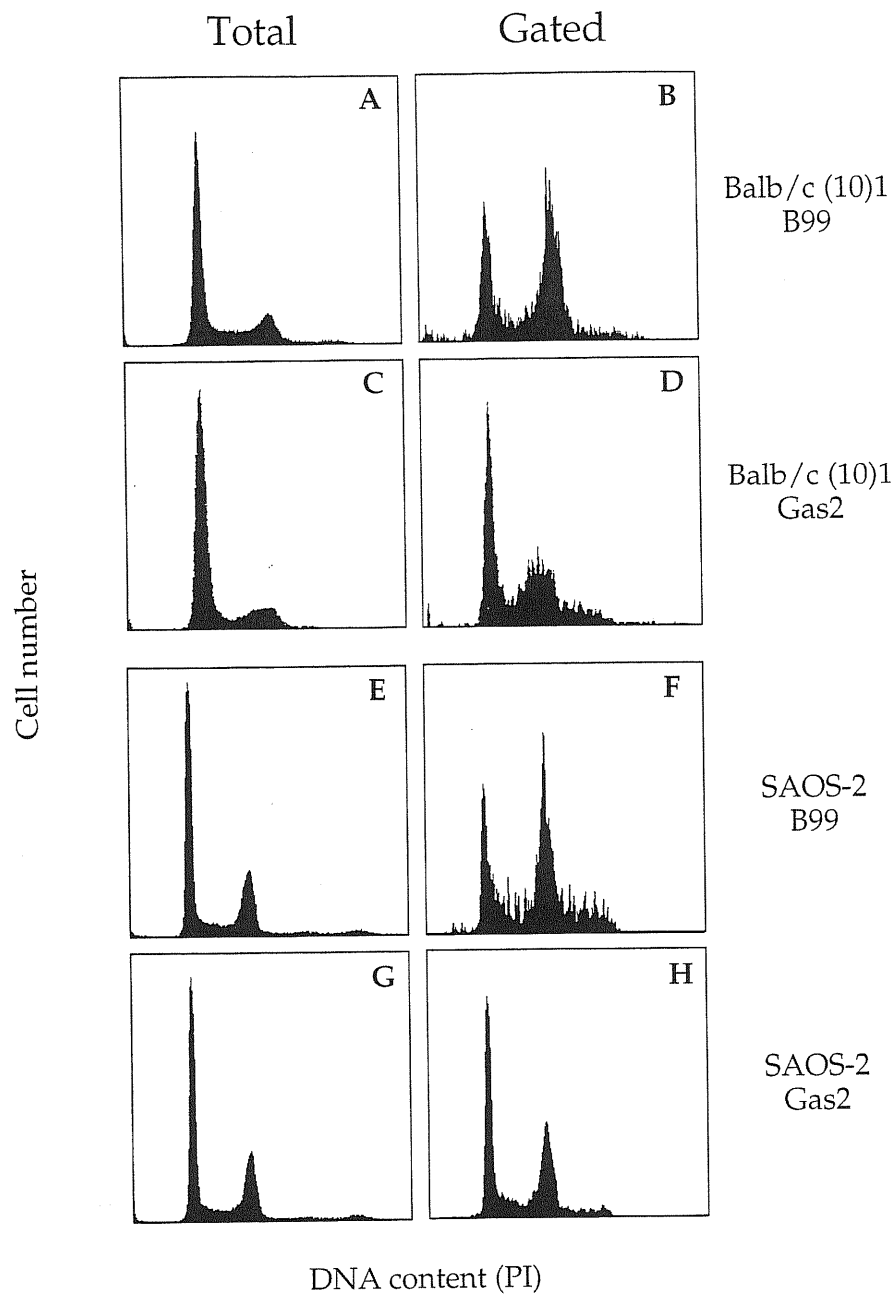 Total
Gated
A
B
Balb/c (10)1
B99
C
D
Balb/c (10)1
Gas2
Cell number
E
F
SAOS-2
B99
G
H
SAOS-2
Gas2
DNA content (PI)